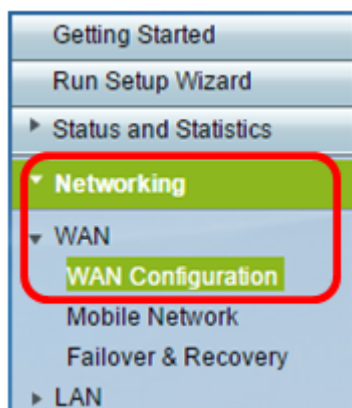 Getting Started
Run Setup Wizard
Status and Statistics
Networking
WAN
WAN Configuration
Mobile Network
Failover & Recovery
LAN